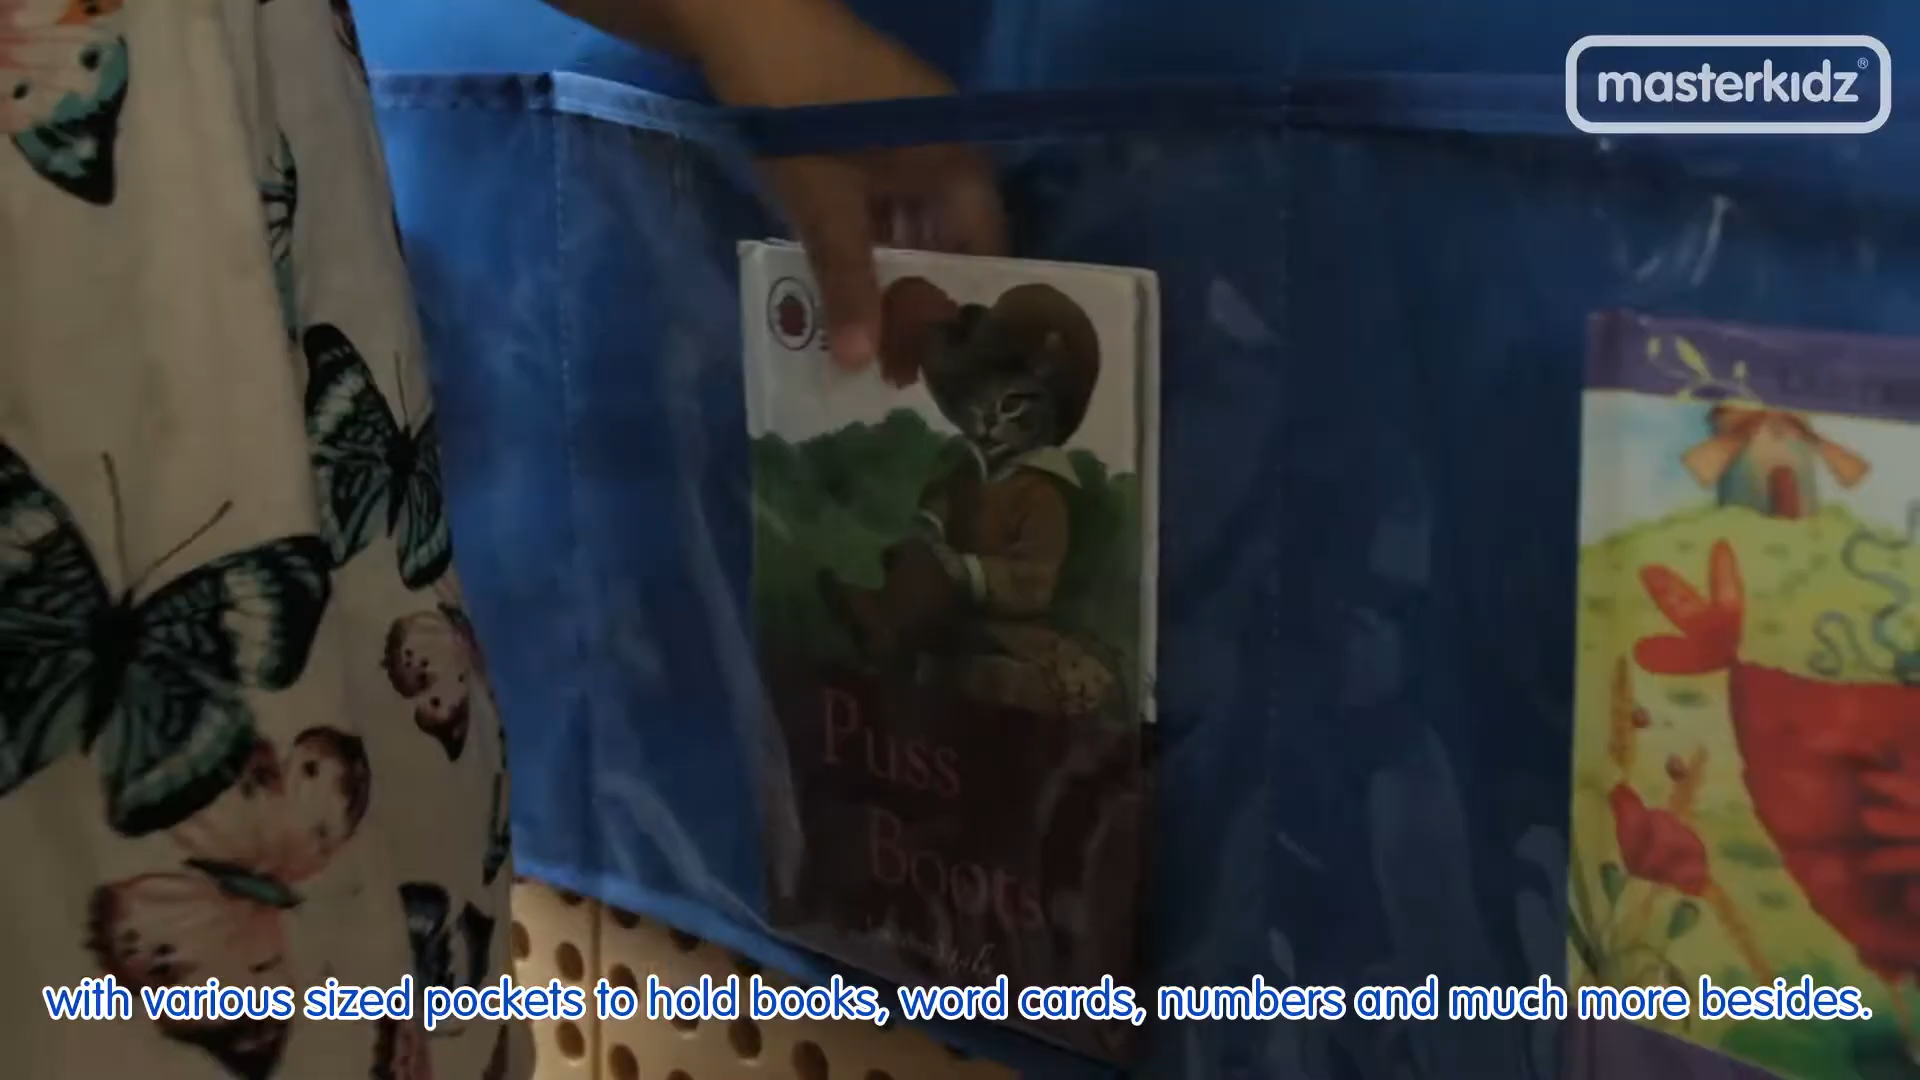 masterkidz®
Puss
Boots
with various sized pockets to hold books, word cards, numbers and much more besides.